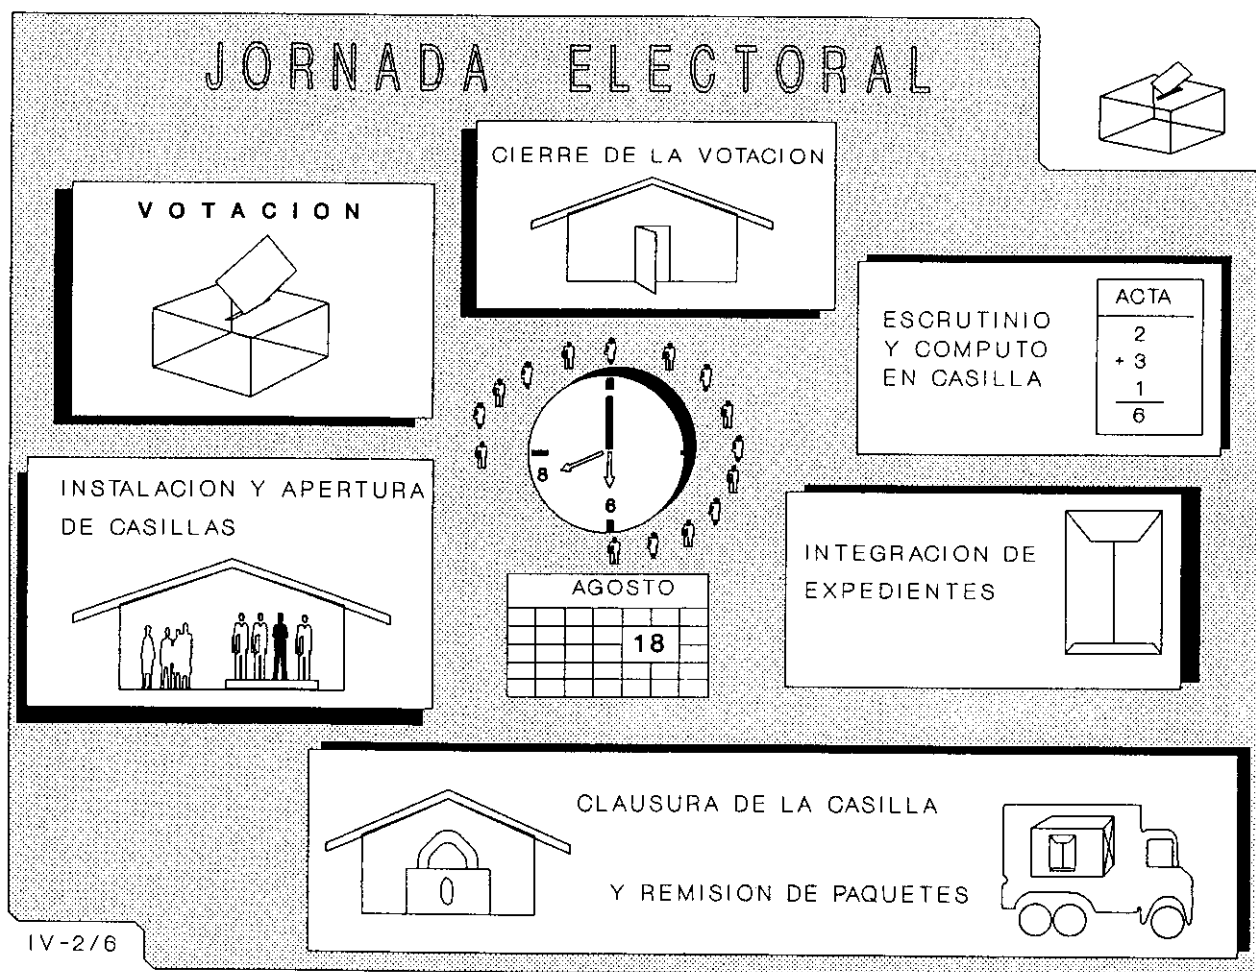 JORNADA ELECTORAL
CIERRE DE LA VOTACION
VOTACION
ESCRUTINIO
Y COMPUTO
EN CASILLA
ACTA
2
+ 3
1
6
INSTALACION Y APERTURA
DE CASILLAS
8
6
AGOSTO
18
INTEGRACION DE
EXPEDIENTES
CLAUSURA DE LA CASILLA
Y REMISION DE PAQUETES
IV-2/6